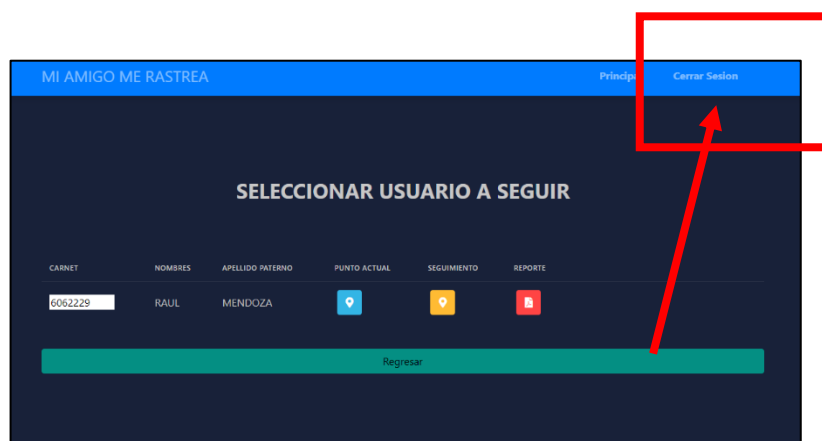 MI AMIGO ME RASTREA
Principal Cerrar Sesion
SELECCIONAR USUARIO A SEGUIR
CARNET NOMBRES APELLIDO PATERNO PUNTO ACTUAL SEGUIMIENTO REPORTE
6062229 RAUL MENDOZA
Regresar